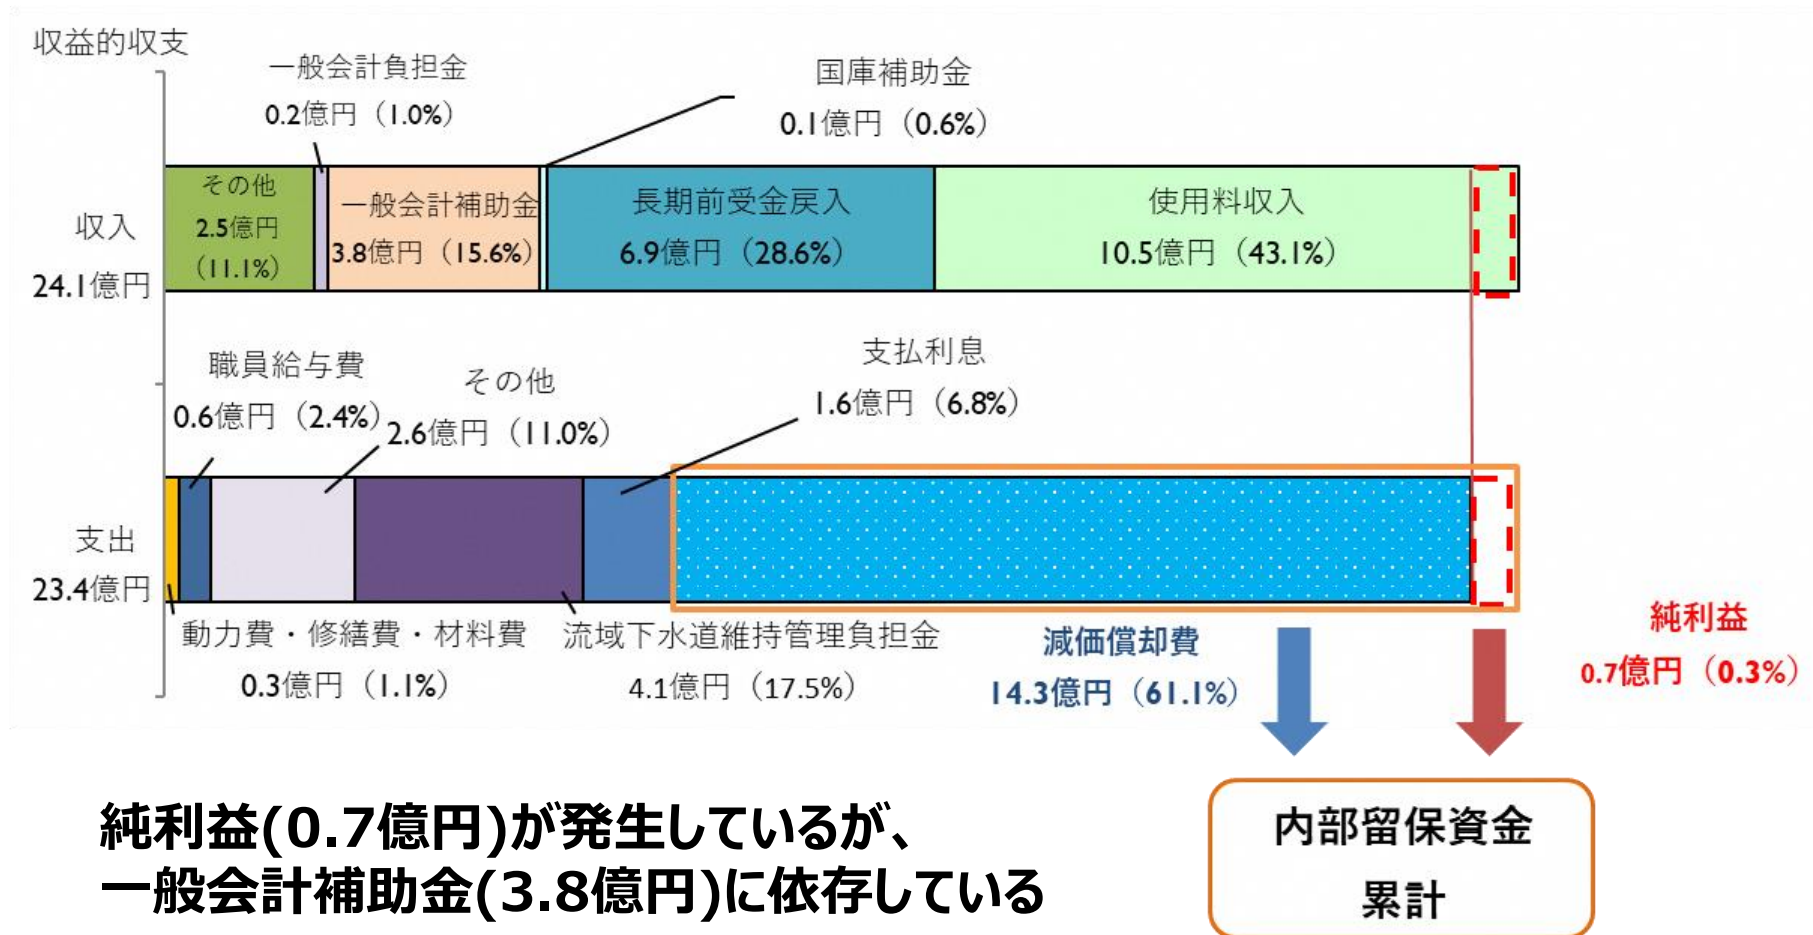 収益的収支
一般会計負担金
0.2億円（1.0%）
国庫補助金
0.1億円（0.6%）
収入
24.1億円
その他
2.5億円
（11.1%）
一般会計補助金
3.8億円（15.6%）
長期前受金戻入
6.9億円（28.6%）
使用料収入
10.5億円（43.1%）
職員給与費
0.6億円（2.4%）
その他
2.6億円（11.0%）
支払利息
1.6億円（6.8%）
支出
23.4億円
動力費・修繕費・材料費
0.3億円（1.1%）
流域下水道維持管理負担金
4.1億円（17.5%）
減価償却費
14.3億円（61.1%）
純利益
0.7億円（0.3%）
純利益(0.7億円)が発生しているが、
一般会計補助金(3.8億円)に依存している
内部留保資金
累計